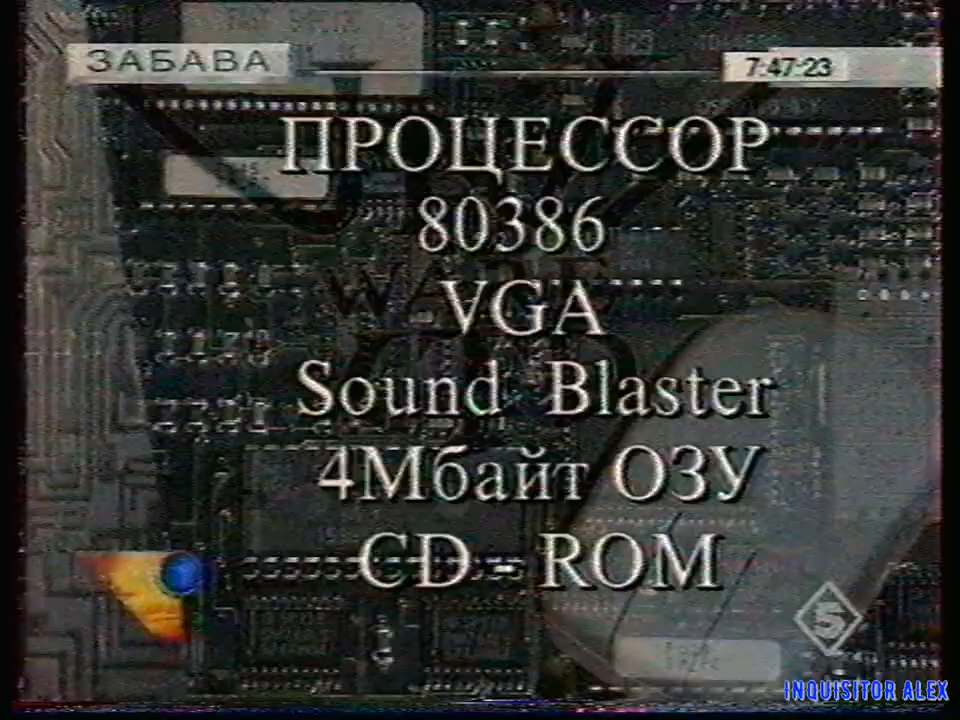 ЗАБАВА
7:47:23
ПРОЦЕССОР
80386
VGA
Sound Blaster
4Мбайт ОЗУ
CD - ROM
5
INQUISITOR ALEX